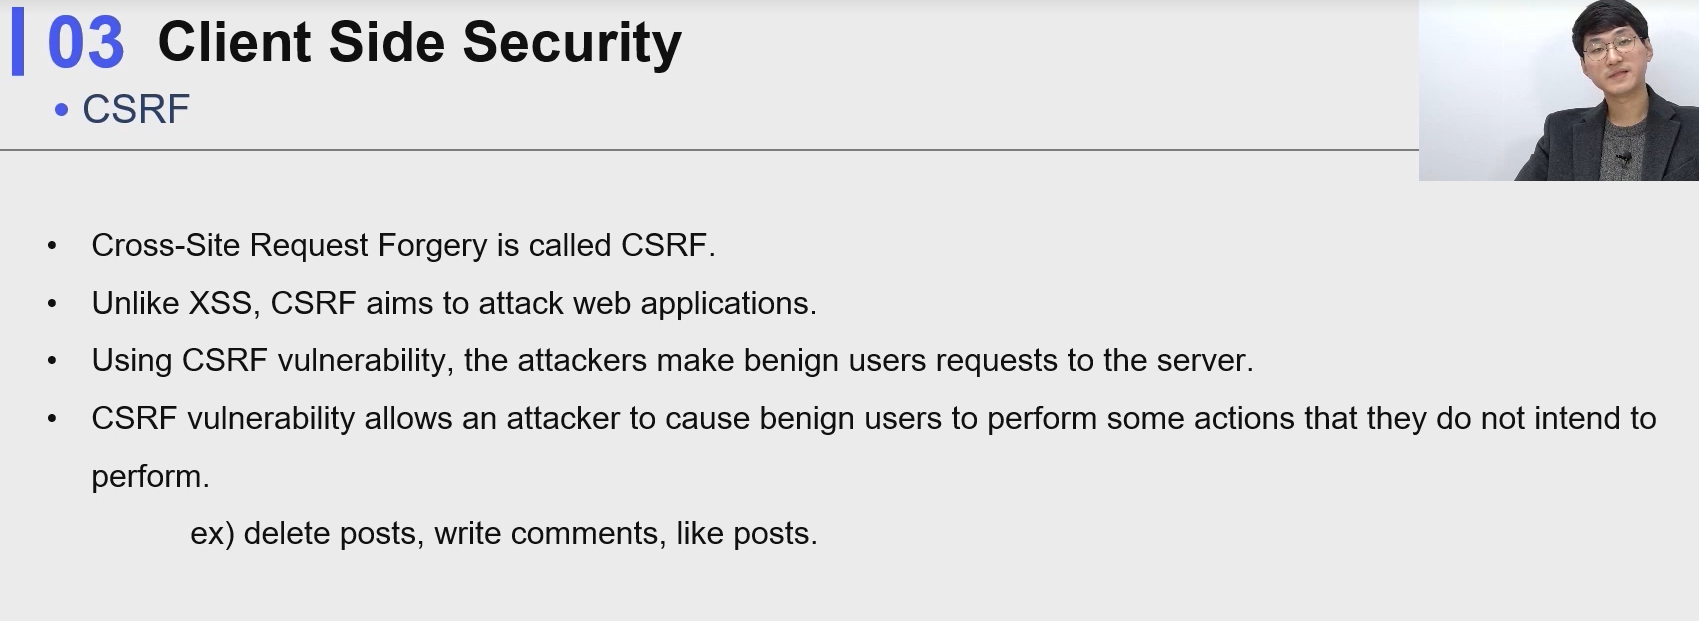 03 Client Side Security
• CSRF
• Cross-Site Request Forgery is called CSRF.
• Unlike XSS, CSRF aims to attack web applications.
• Using CSRF vulnerability, the attackers make benign users requests to the server.
• CSRF vulnerability allows an attacker to cause benign users to perform some actions that they do not intend to
perform.
ex) delete posts, write comments, like posts.